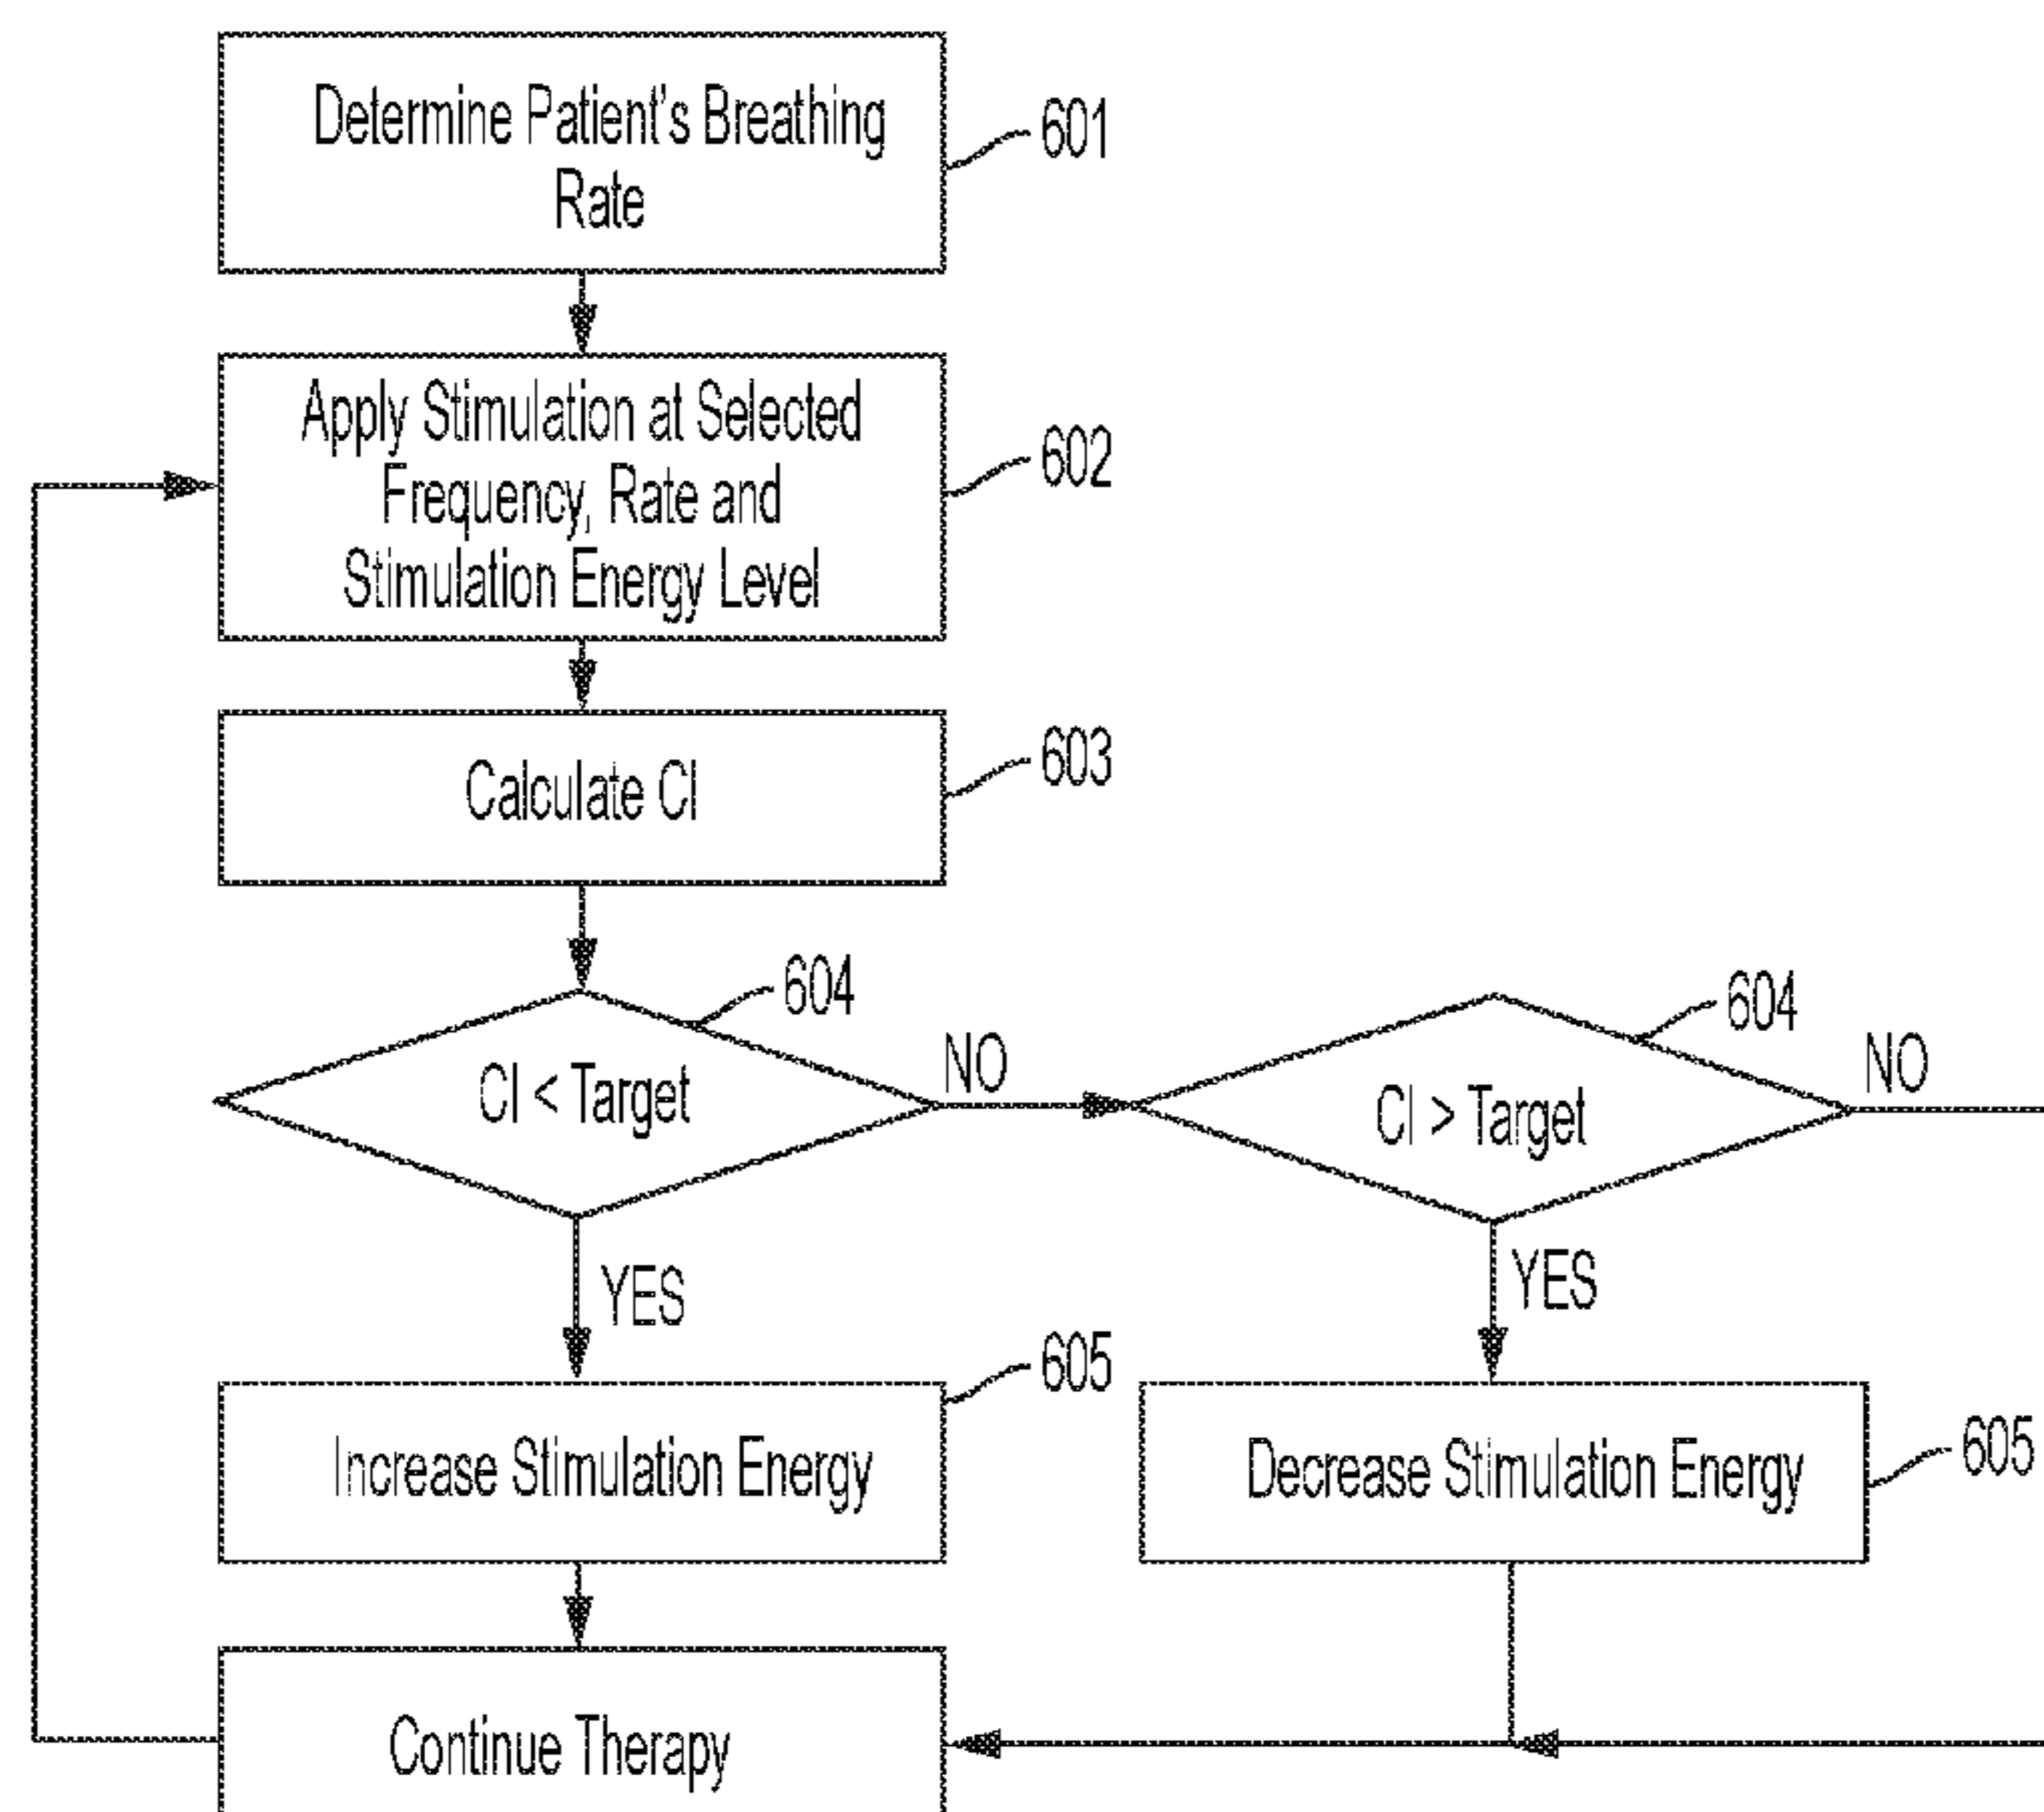 Determine Patient's Breathing
Rate
601
Apply Stimulation at Selected
Frequency, Rate and
Stimulation Energy Level
602
Calculate CI
603
604
CI < Target
NO
604
CI > Target
NO
YES
YES
605
Increase Stimulation Energy
Decrease Stimulation Energy
605
Continue Therapy